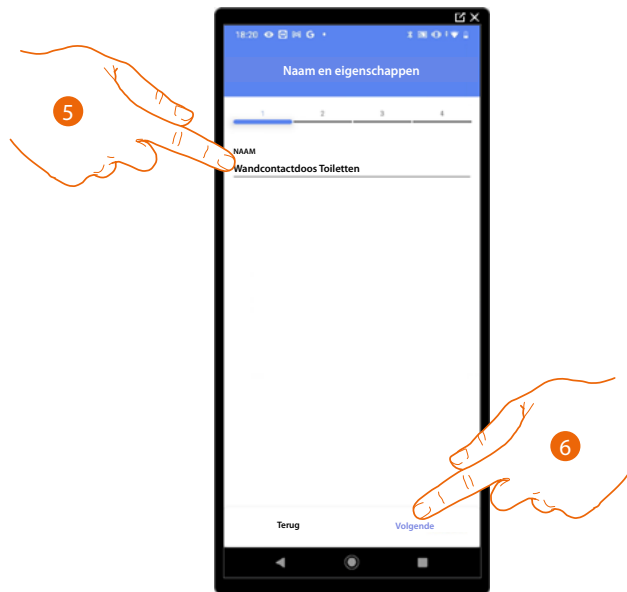 18:20 G
Naam en eigenschappen
1 2 3 4
5
NAAM
Wandcontactdoos Toiletten
6
Terug Volgende